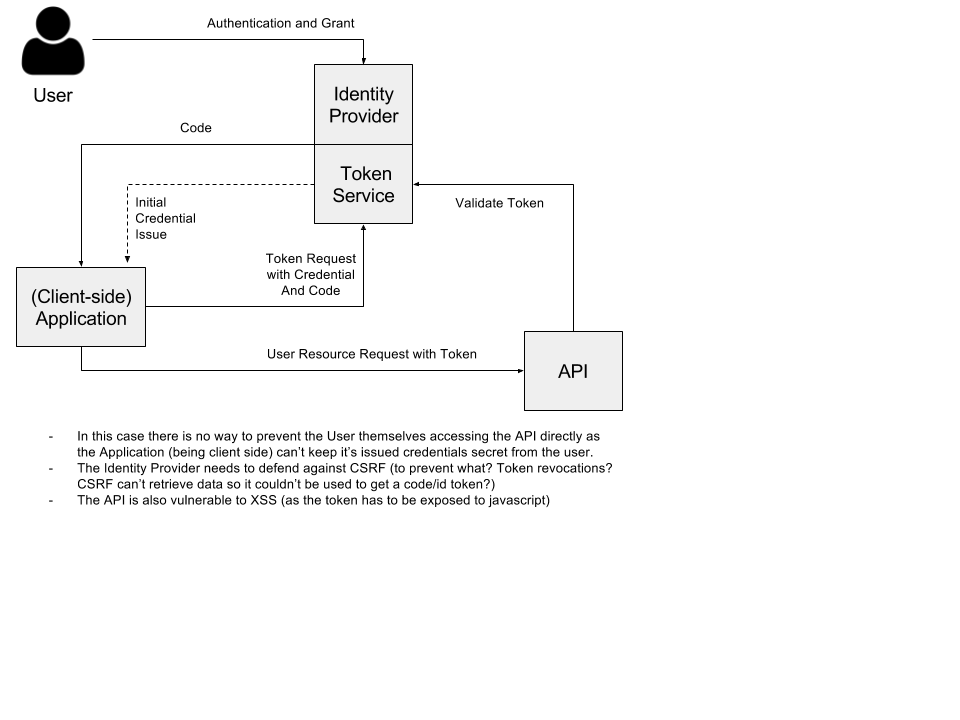 Authentication and Grant
User
Identity
Provider
Code
Token
Service
Initial
Credential
Issue
Validate Token
Token Request
with Credential
And Code
(Client-side)
Application
User Resource Request with Token
API
- In this case there is no way to prevent the User themselves accessing the API directly as
the Application (being client side) can't keep it's issued credentials secret from the user.
- The Identity Provider needs to defend against CSRF (to prevent what? Token revocations?
CSRF can't retrieve data so it couldn't be used to get a code/id token?)
- The API is also vulnerable to XSS (as the token has to be exposed to javascript)